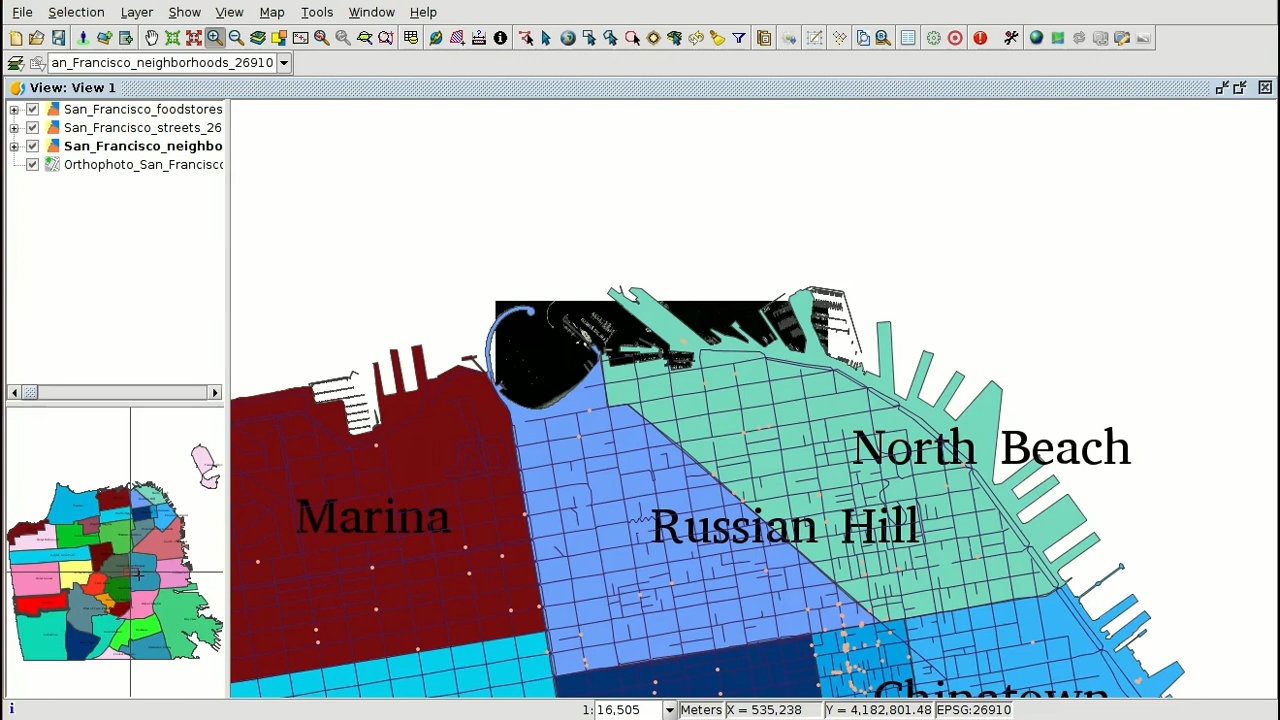 File Selection Layer Show View Map Tools Window Help
an_Francisco_neighborhoods_26910
View: View 1
San_Francisco_foodstores
San_Francisco_streets_26
San_Francisco_neighbo
Orthophoto_San_Francisco
North Beach
Marina
Russian Hill
Chinatown
1: 16,505 Meters X = 535,238 Y = 4,182,801.48 EPSG:26910